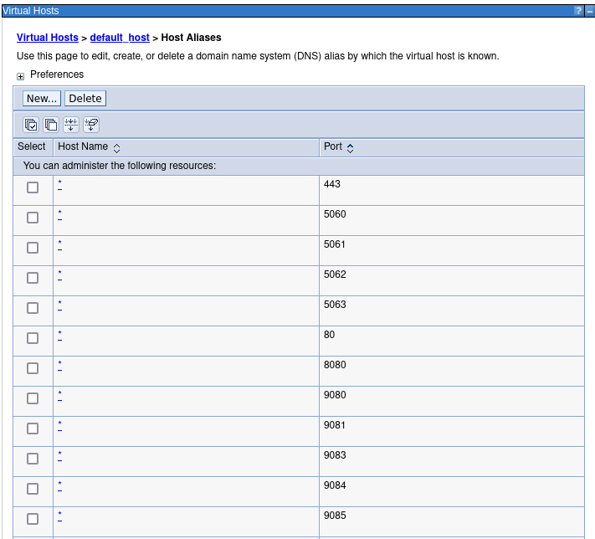 Virtual Hosts ? –
Virtual Hosts > default_host > Host Aliases
Use this page to edit, create, or delete a domain name system (DNS) alias by which the virtual host is known.
Preferences
New... Delete
Select Host Name Port
You can administer the following resources:
* 443
* 5060
* 5061
* 5062
* 5063
* 80
* 8080
* 9080
* 9081
* 9083
* 9084
* 9085